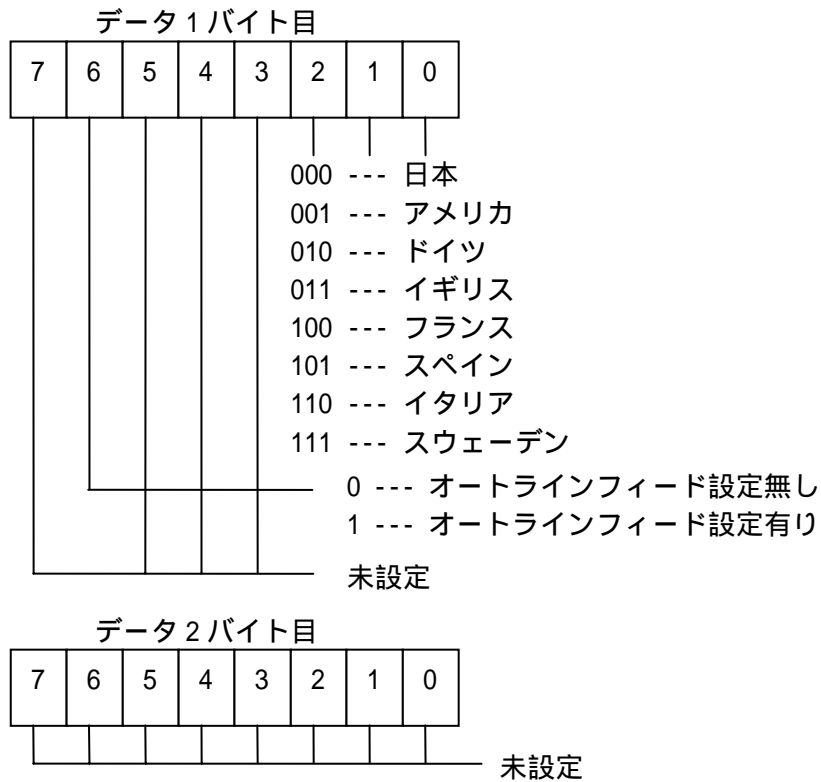 データ1バイト目
7 6 5 4 3 2 1 0
000 --- 日本
001 --- アメリカ
010 --- ドイツ
011 --- イギリス
100 --- フランス
101 --- スペイン
110 --- イタリア
111 --- スウェーデン
0 --- オートラインフィード設定無し
1 --- オートラインフィード設定有り
未設定
データ2バイト目
7 6 5 4 3 2 1 0
未設定